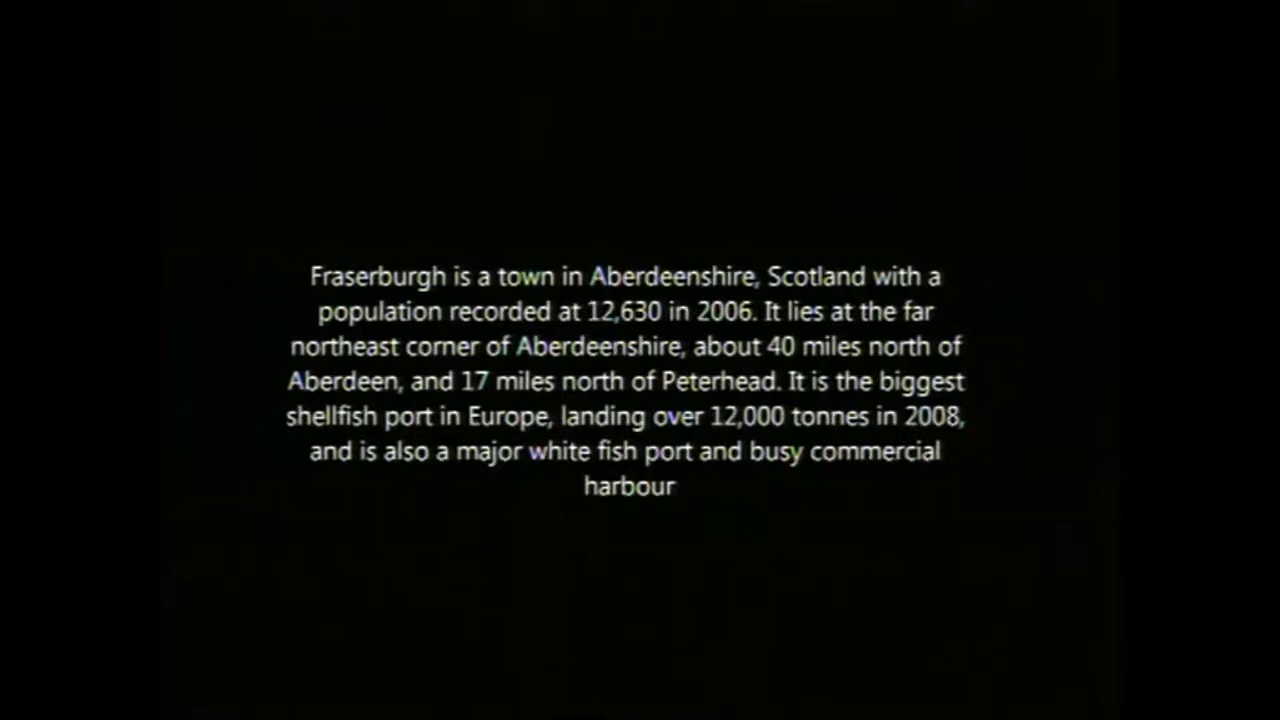 Fraserburgh is a town in Aberdeenshire, Scotland with a
population recorded at 12,630 in 2006. It lies at the far
northeast corner of Aberdeenshire, about 40 miles north of
Aberdeen, and 17 miles north of Peterhead. It is the biggest
shellfish port in Europe, landing over 12,000 tonnes in 2008,
and is also a major white fish port and busy commercial
harbour